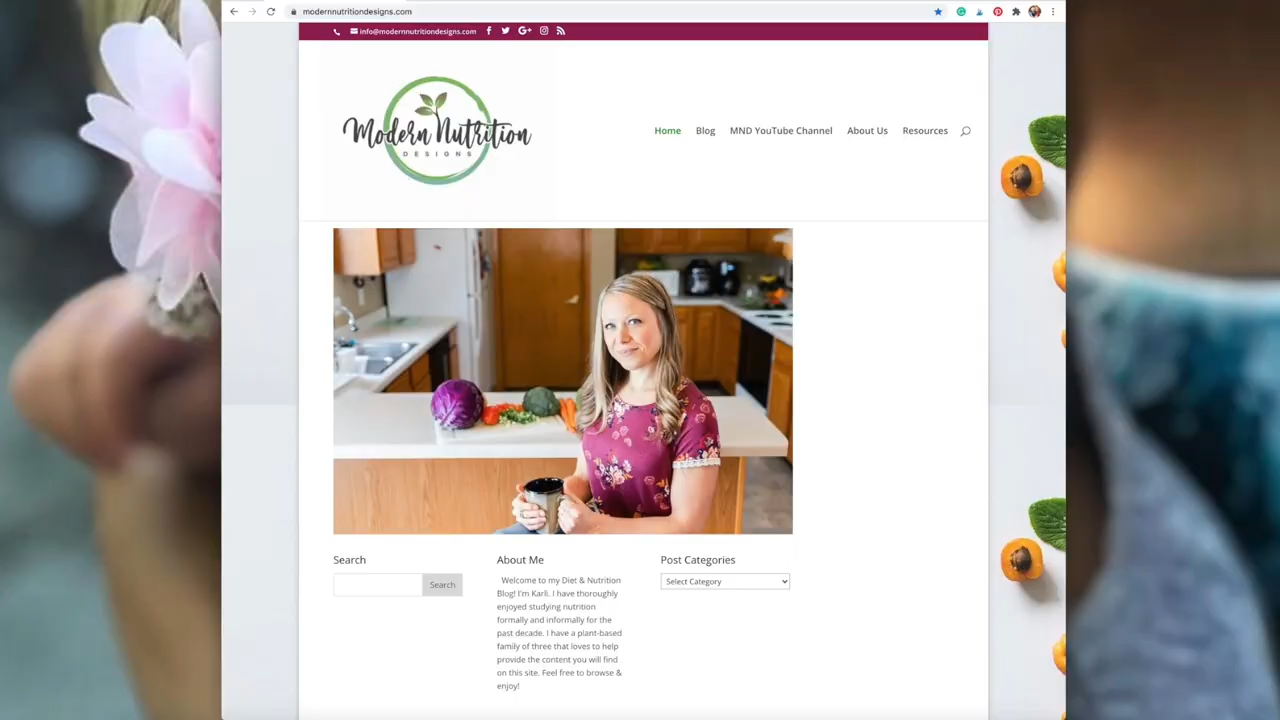 modernnutritiondesigns.com
info@modernnutritiondesigns.com
Modern Nutrition
DESIGNS
Home Blog MND YouTube Channel About Us Resources
Search
Search
About Me
Welcome to my Diet & Nutrition
Blog! I'm Karli. I have thoroughly
enjoyed studying nutrition
formally and informally for the
past decade. I have a plant-based
family of three that loves to help
provide the content you will find
on this site. Feel free to browse &
enjoy!
Post Categories
Select Category